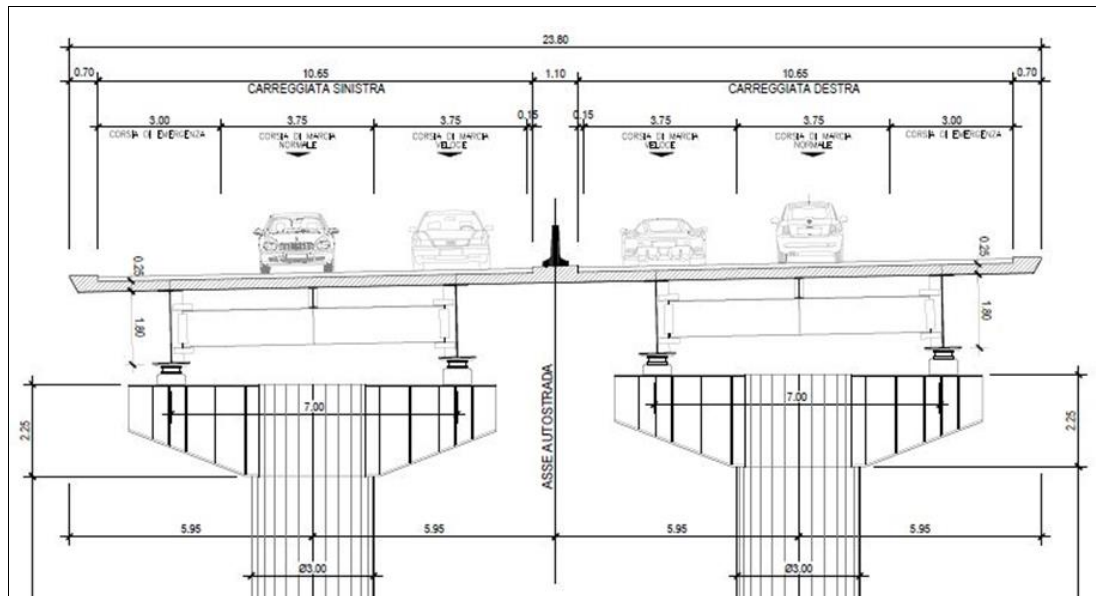 23.80
0.70 10.65 1.10 10.65 0.70
CARREGGIATA SINISTRA CARREGGIATA DESTRA
3.00 3.75 3.75 0.15 0.15 3.75 3.75 3.00
CORSIA DI EMERGENZA CORSIA DI MARCIA CORSIA DI MARCIA CORSIA DI MARCIA CORSIA DI MARCIA CORSIA DI EMERGENZA
NORMALE VELOCE VELOCE NORMALE
0.25 0.25
1.80 1.80
7.00 7.00
2.25 2.25
ASSE AUTOSTRADA
5.95 5.95 5.95 5.95
Ø3.00 Ø3.00